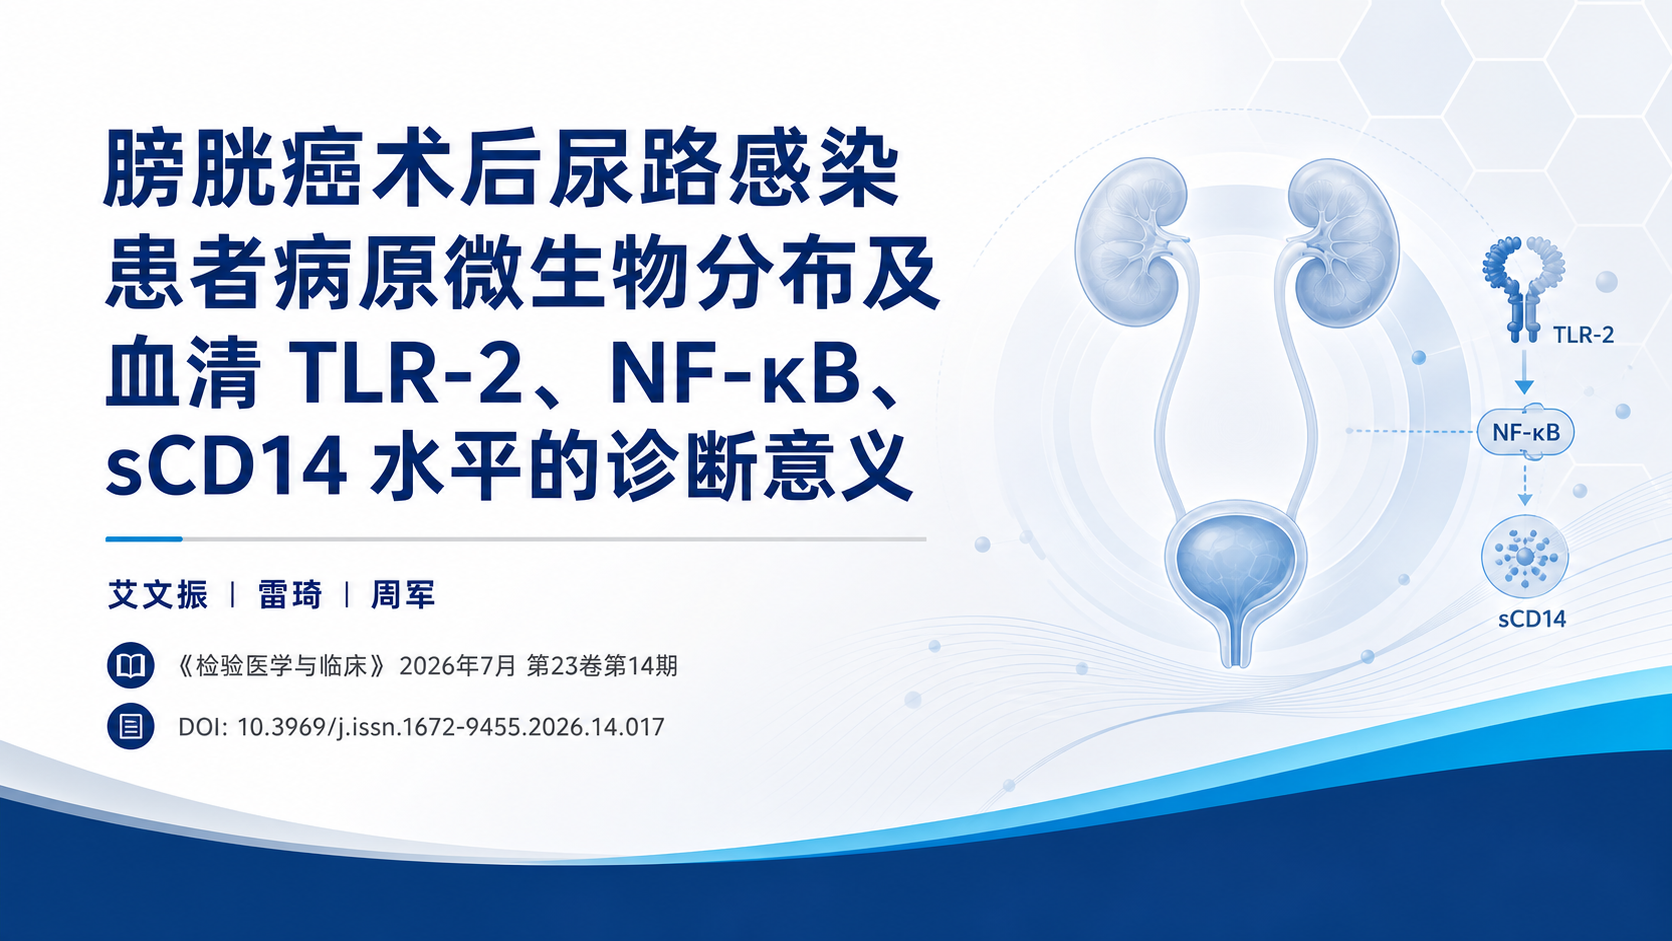 膀胱癌术后尿路感染
患者病原微生物分布及
血清 TLR-2、NF-κB、
sCD14 水平的诊断意义
艾文振 | 雷琦 | 周军
《检验医学与临床》 2026年7月 第23卷第14期
DOI: 10.3969/j.issn.1672-9455.2026.14.017
TLR-2
NF-κB
sCD14